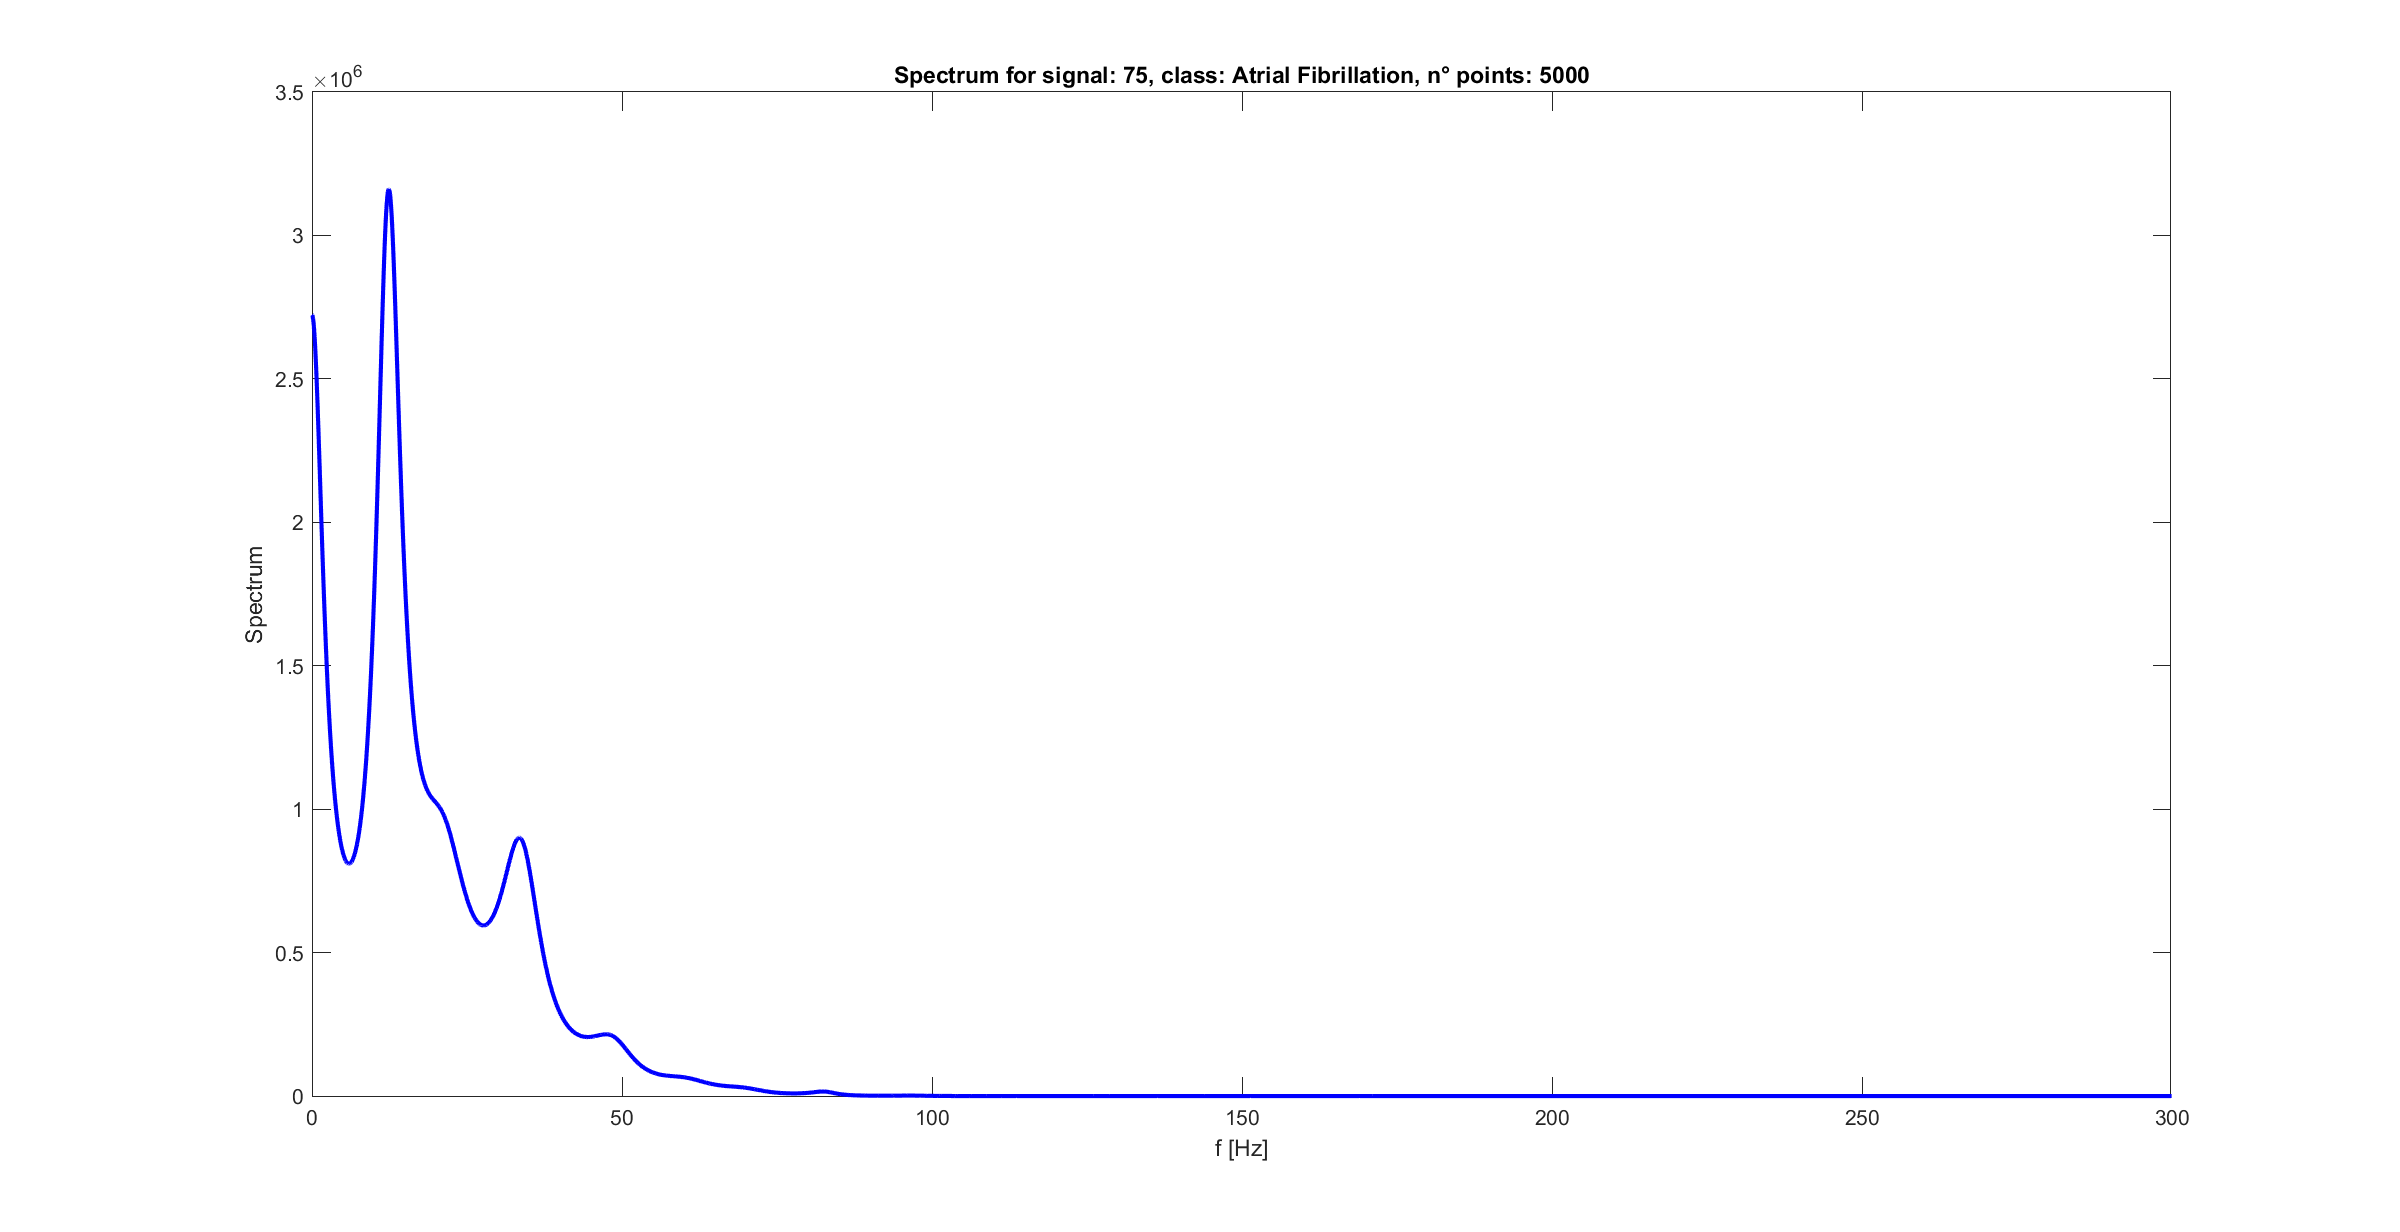 Spectrum for signal: 75, class: Atrial Fibrillation, n° points: 5000
×10^6
3.5
3
2.5
2
1.5
1
0.5
0
Spectrum
0 50 100 150 200 250 300
f [Hz]